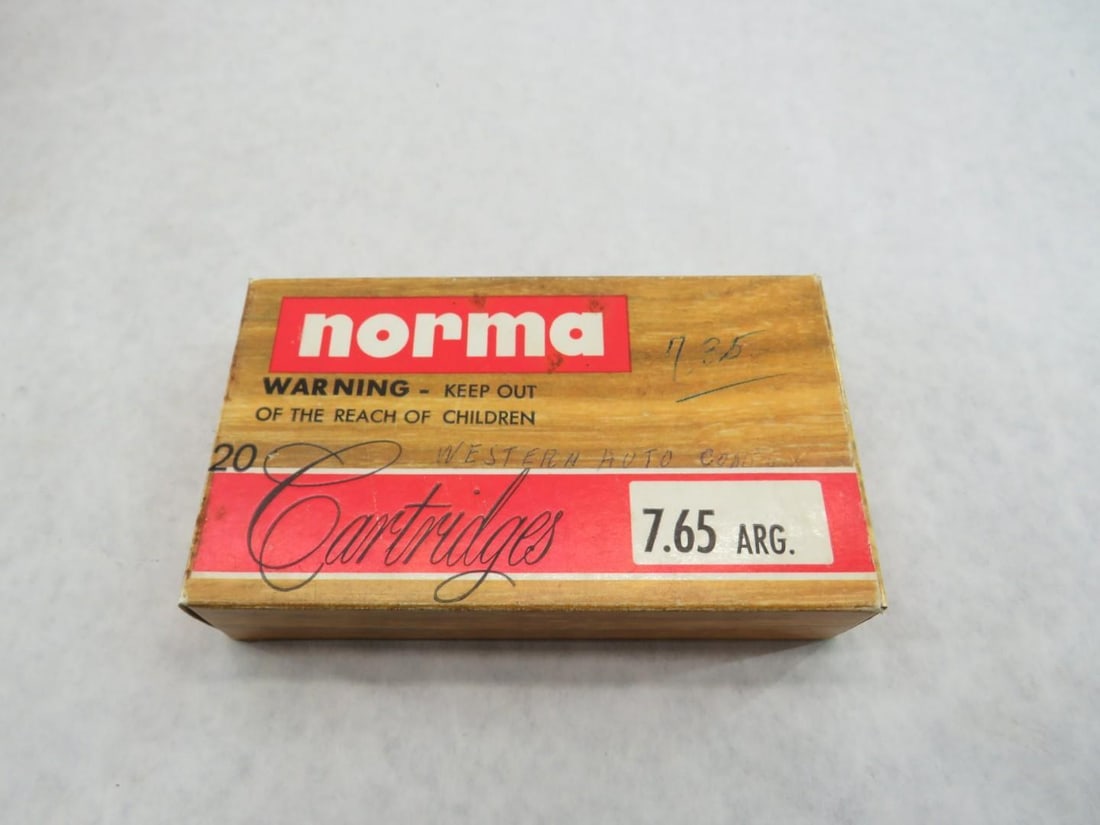 norma
7.35
WARNING - KEEP OUT
OF THE REACH OF CHILDREN
WESTERN AUTO
20 Cartridges
7.65 ARG.